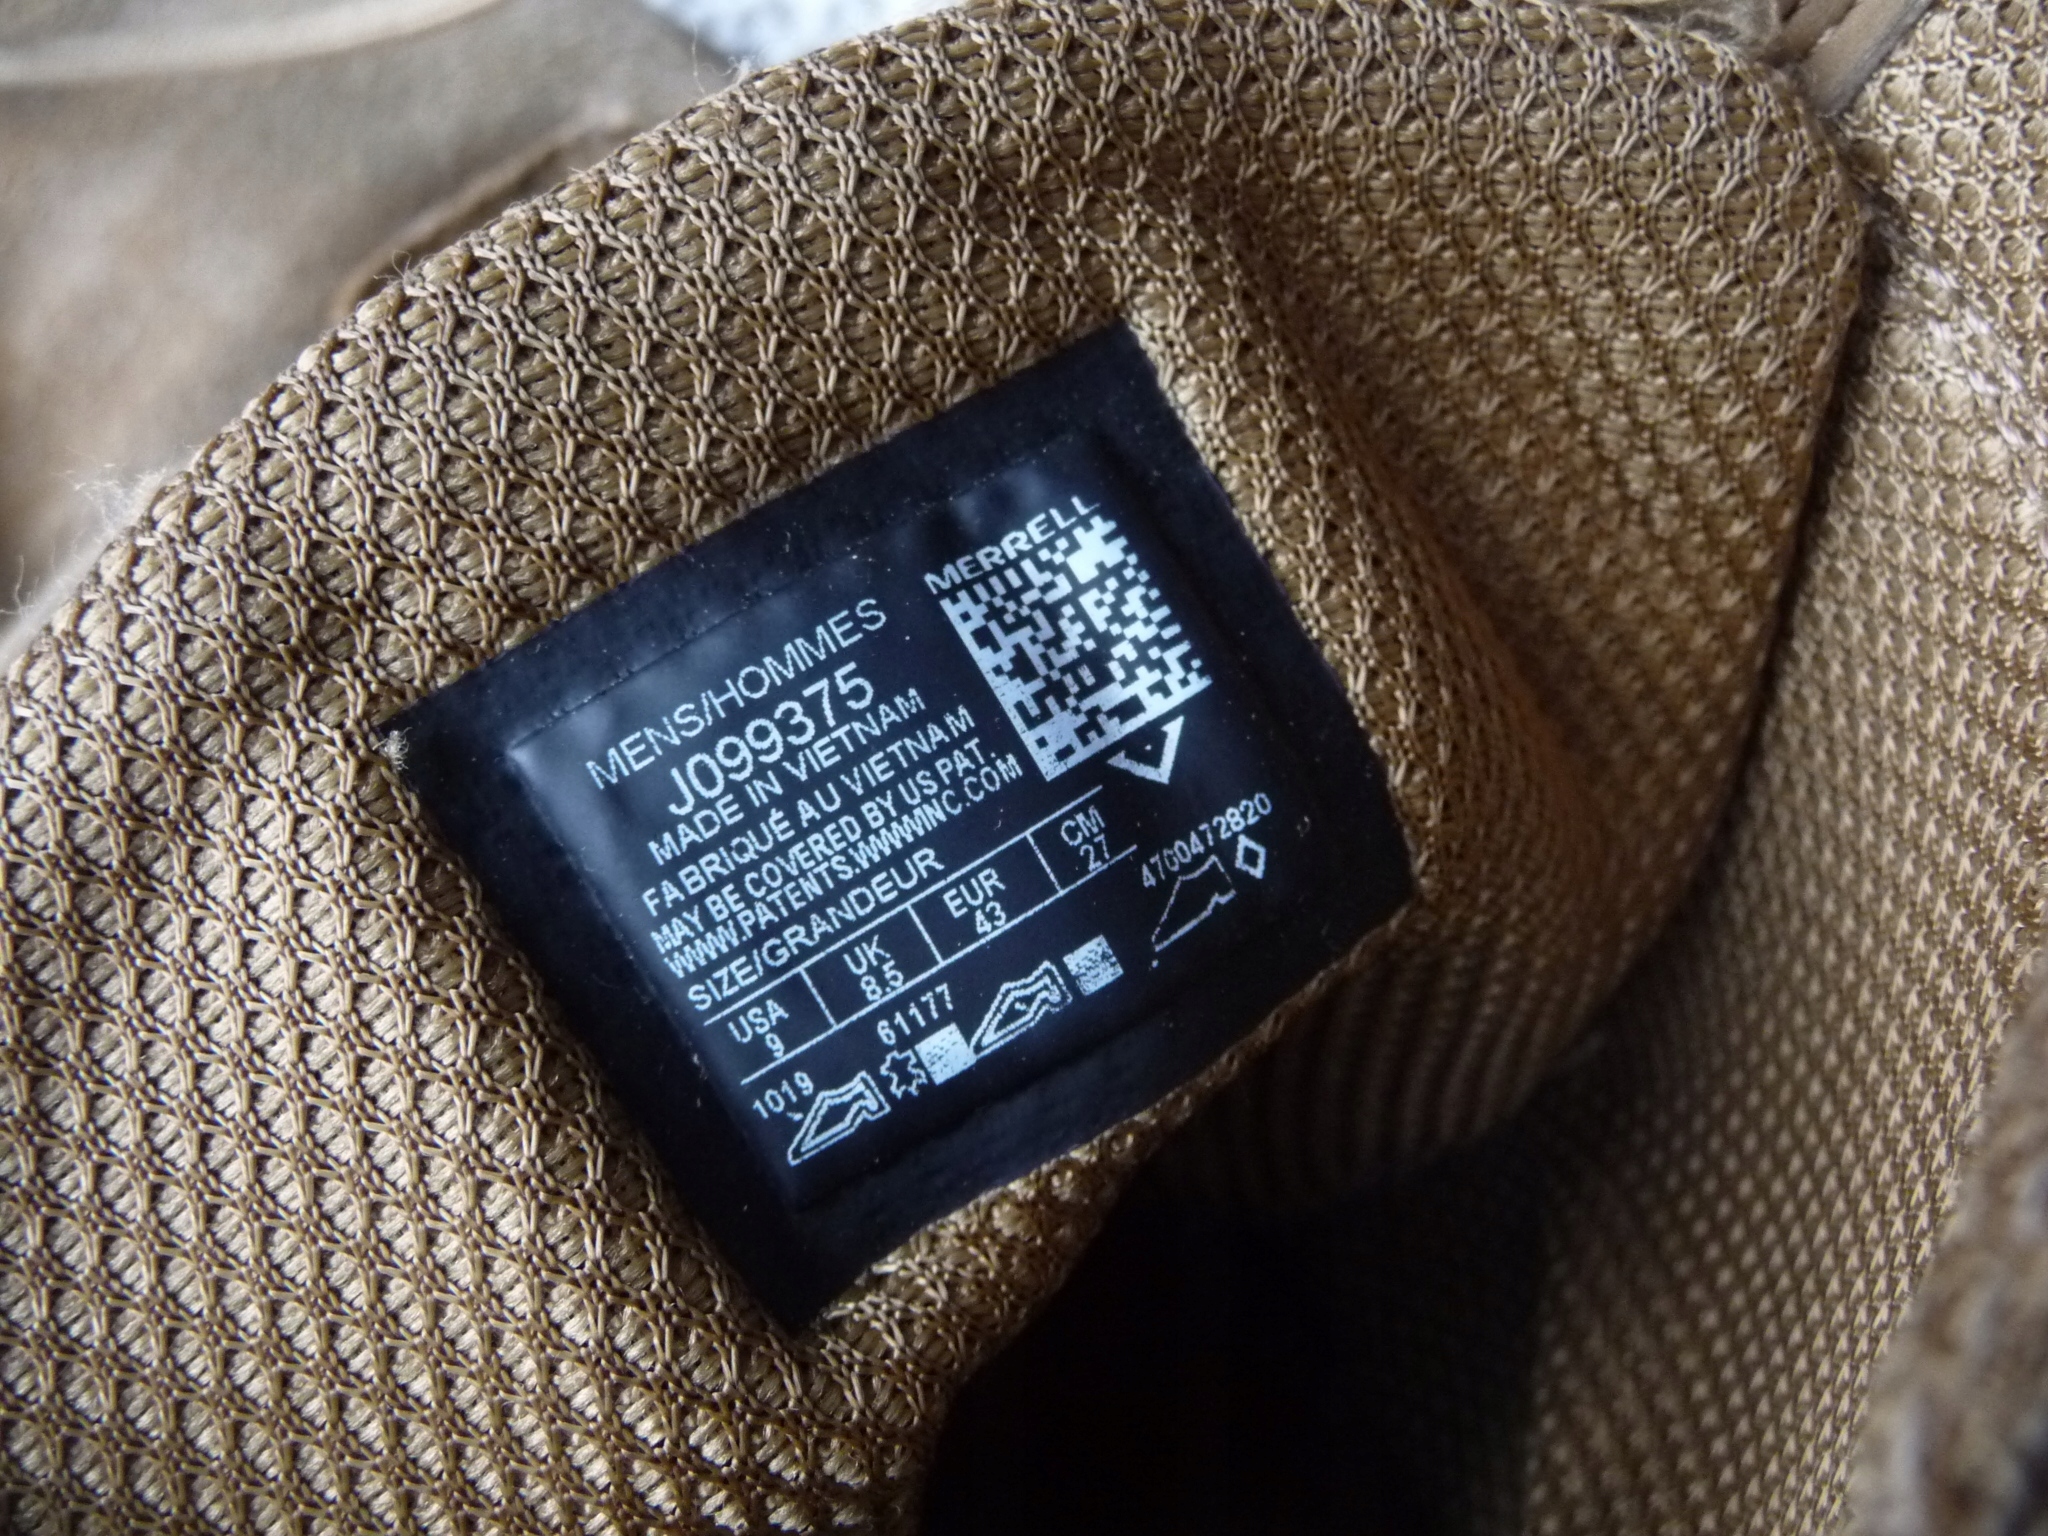 MERRELL
MENS/HOMMES
J099375
MADE IN VIETNAM
FABRIQUÉ AU VIETNAM
MAY BE COVERED BY US PAT.
WWW.PATENTS.WWWINC.COM
SIZE/GRANDEUR
USA UK EUR CM
9 8.5 43 27
1019 61177 4700472820